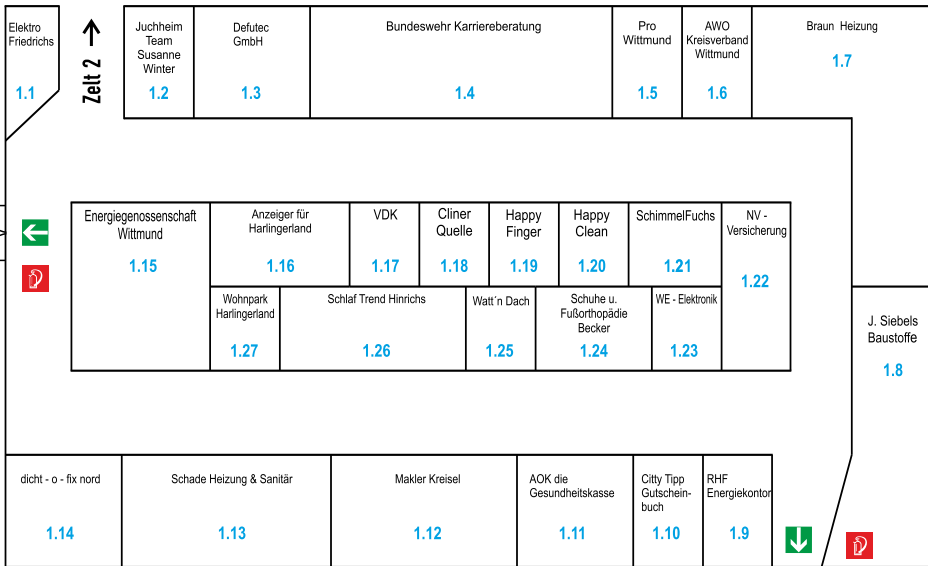 Elektro
Friedrichs
1.1
Zelt 2
Juchheim
Team
Susanne
Winter
1.2
Defutec
GmbH
1.3
Bundeswehr Karriereberatung
1.4
Pro
Wittmund
1.5
AWO
Kreisverband
Wittmund
1.6
Braun Heizung
1.7
Energiegenossenschaft
Wittmund
1.15
Anzeiger für
Harlingerland
1.16
VDK
1.17
Cliner
Quelle
1.18
Happy
Finger
1.19
Happy
Clean
1.20
SchimmelFuchs
1.21
NV -
Versicherung
1.22
Wohnpark
Harlingerland
1.27
Schlaf Trend Hinrichs
1.26
Watt´n Dach
1.25
Schuhe u.
Fußorthopädie
Becker
1.24
WE - Elektronik
1.23
J. Siebels
Baustoffe
1.8
dicht - o - fix nord
1.14
Schade Heizung & Sanitär
1.13
Makler Kreisel
1.12
AOK die
Gesundheitskasse
1.11
Citty Tipp
Gutschein-
buch
1.10
RHF
Energiekontor
1.9